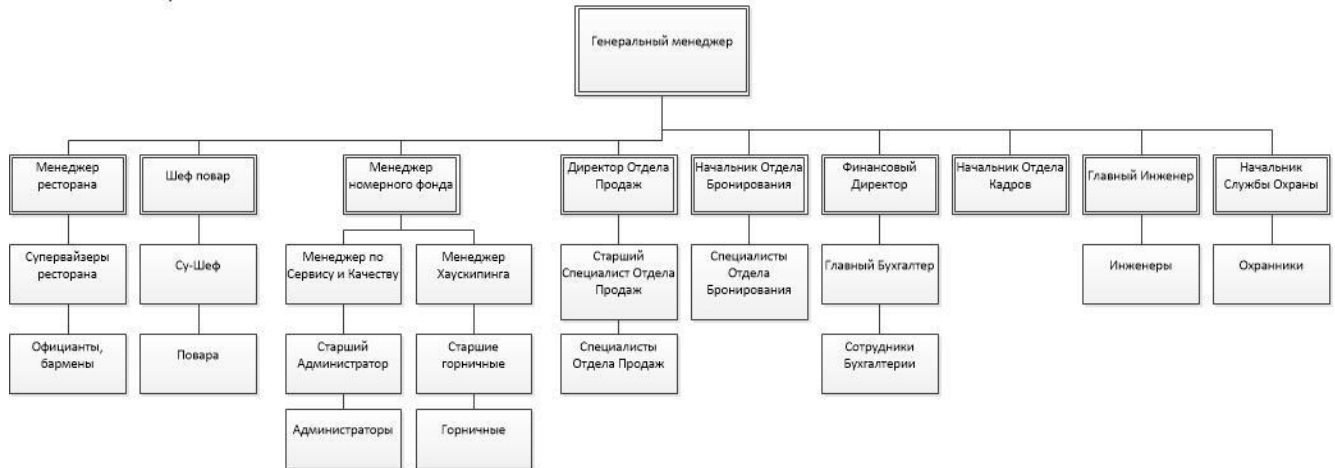 Генеральный менеджер
Менеджер
ресторана
Шеф повар
Менеджер
номерного фонда
Директор Отдела
Продаж
Начальник Отдела
Бронирования
Финансовый
Директор
Начальник Отдела
Кадров
Главный Инженер
Начальник
Службы Охраны
Супервайзеры
ресторана
Су-Шеф
Менеджер по
Сервису и Качеству
Менеджер
Хаускипинга
Старший
Специалист Отдела
Продаж
Специалисты
Отдела
Бронирования
Главный Бухгалтер
Инженеры
Охранники
Официанты,
бармены
Повара
Старший
Администратор
Старшие
горничные
Специалисты
Отдела Продаж
Сотрудники
Бухгалтерии
Администраторы
Горничные